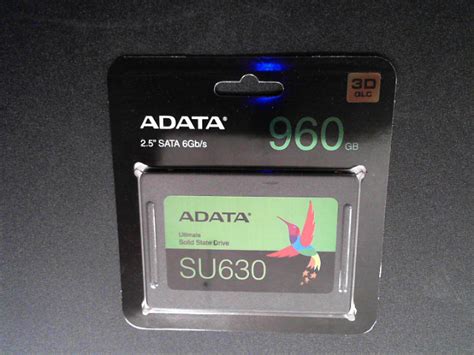 3D
QLC
ADATA®
960 GB
2.5" SATA 6Gb/s
ADATA®
Ultimate
Solid State Drive
SU630